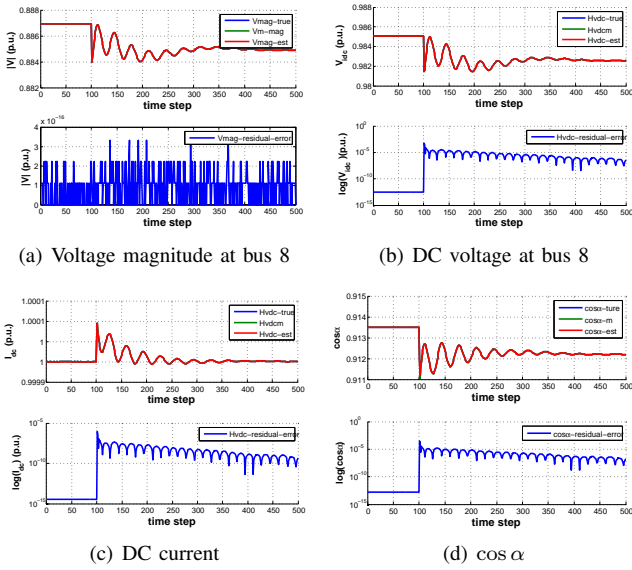 0.888
0.886
0.884
0.882
|V| (p.u.)
Vmag-true
Vm-mag
Vmag-est
0 50 100 150 200 250 300 350 400 450 500
time step
x 10^-16
4
3
2
1
0
|V| (p.u.)
Vmag-residual-error
0 50 100 150 200 250 300 350 400 450 500
time step
(a) Voltage magnitude at bus 8
0.988
0.986
0.984
0.982
0.98
V_idc (p.u.)
Hvdc-true
Hvdcm
Hvdc-est
0 50 100 150 200 250 300 350 400 450 500
time step
10^0
10^-5
10^-10
10^-15
log(V_idc)(p.u.)
Hvdc-residual-error
0 50 100 150 200 250 300 350 400 450 500
time step
(b) DC voltage at bus 8
1.0001
1.0001
1
1
0.9999
I_dc (p.u.)
Hvdc-true
Hvdcm
Hvdc-est
0 50 100 150 200 250 300 350 400 450 500
time step
10^-5
10^-10
10^-15
log(I_dc) (p.u.)
Hvdc-residual-error
0 50 100 150 200 250 300 350 400 450 500
time step
(c) DC current
0.915
0.914
0.913
0.912
0.911
cosα
cosα-ture
cosα-m
cosα-est
0 50 100 150 200 250 300 350 400 450 500
time step
10^0
10^-5
10^-10
10^-15
log(cosα)
cosα-residual-error
0 50 100 150 200 250 300 350 400 450 500
time step
(d) cos α